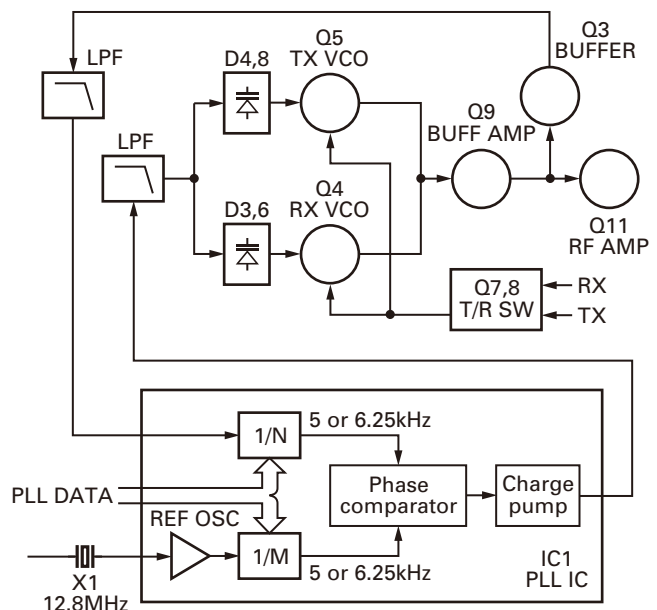 Q3
BUFFER
LPF
D4,8
Q5
TX VCO
Q9
BUFF AMP
LPF
Q4
RX VCO
D3,6
Q11
RF AMP
Q7,8
T/R SW
RX
TX
1/N
5 or 6.25kHz
PLL DATA
Phase
comparator
Charge
pump
REF OSC
1/M
5 or 6.25kHz
X1
12.8MHz
IC1
PLL IC